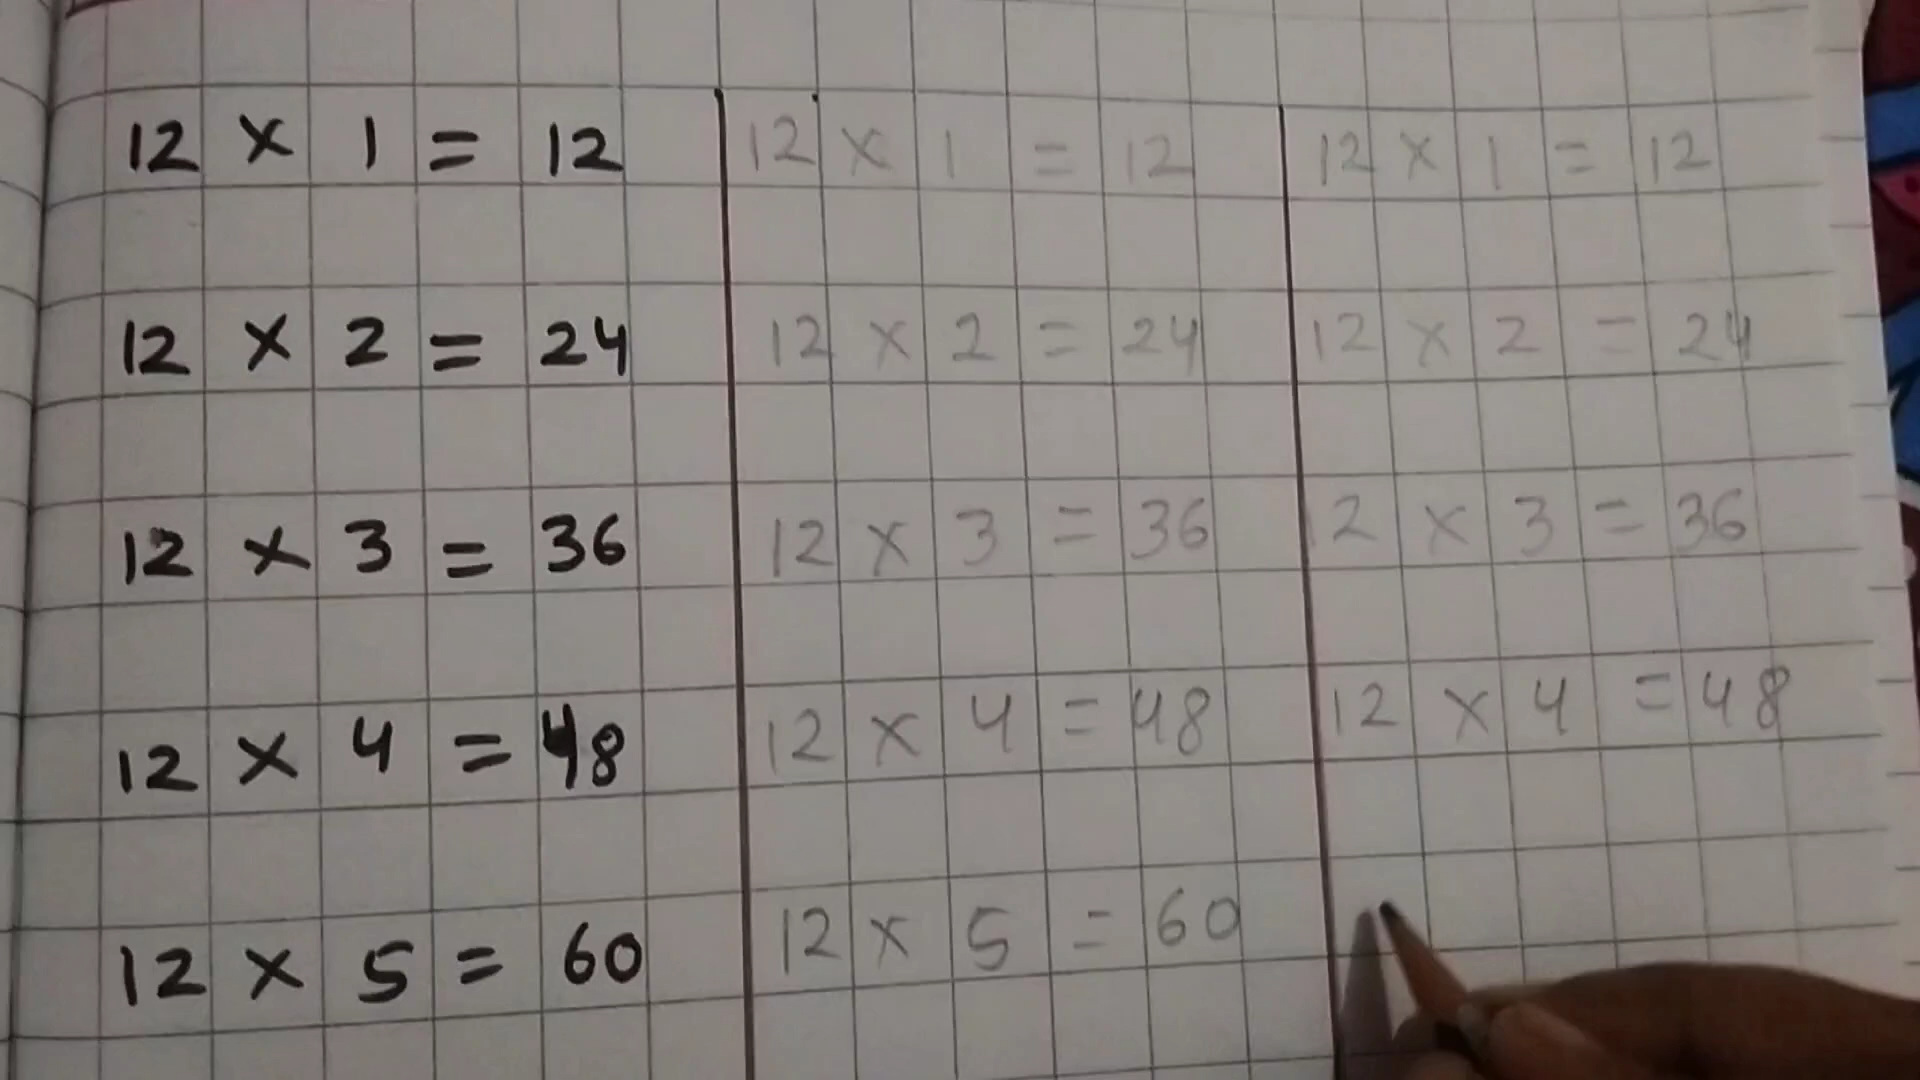 12 × 1 = 12 12 × 1 = 12 12 × 1 = 12
12 × 2 = 24 12 × 2 = 24 12 × 2 = 24
12 × 3 = 36 12 × 3 = 36 12 × 3 = 36
12 × 4 = 48 12 × 4 = 48 12 × 4 = 48
12 × 5 = 60 12 × 5 = 60